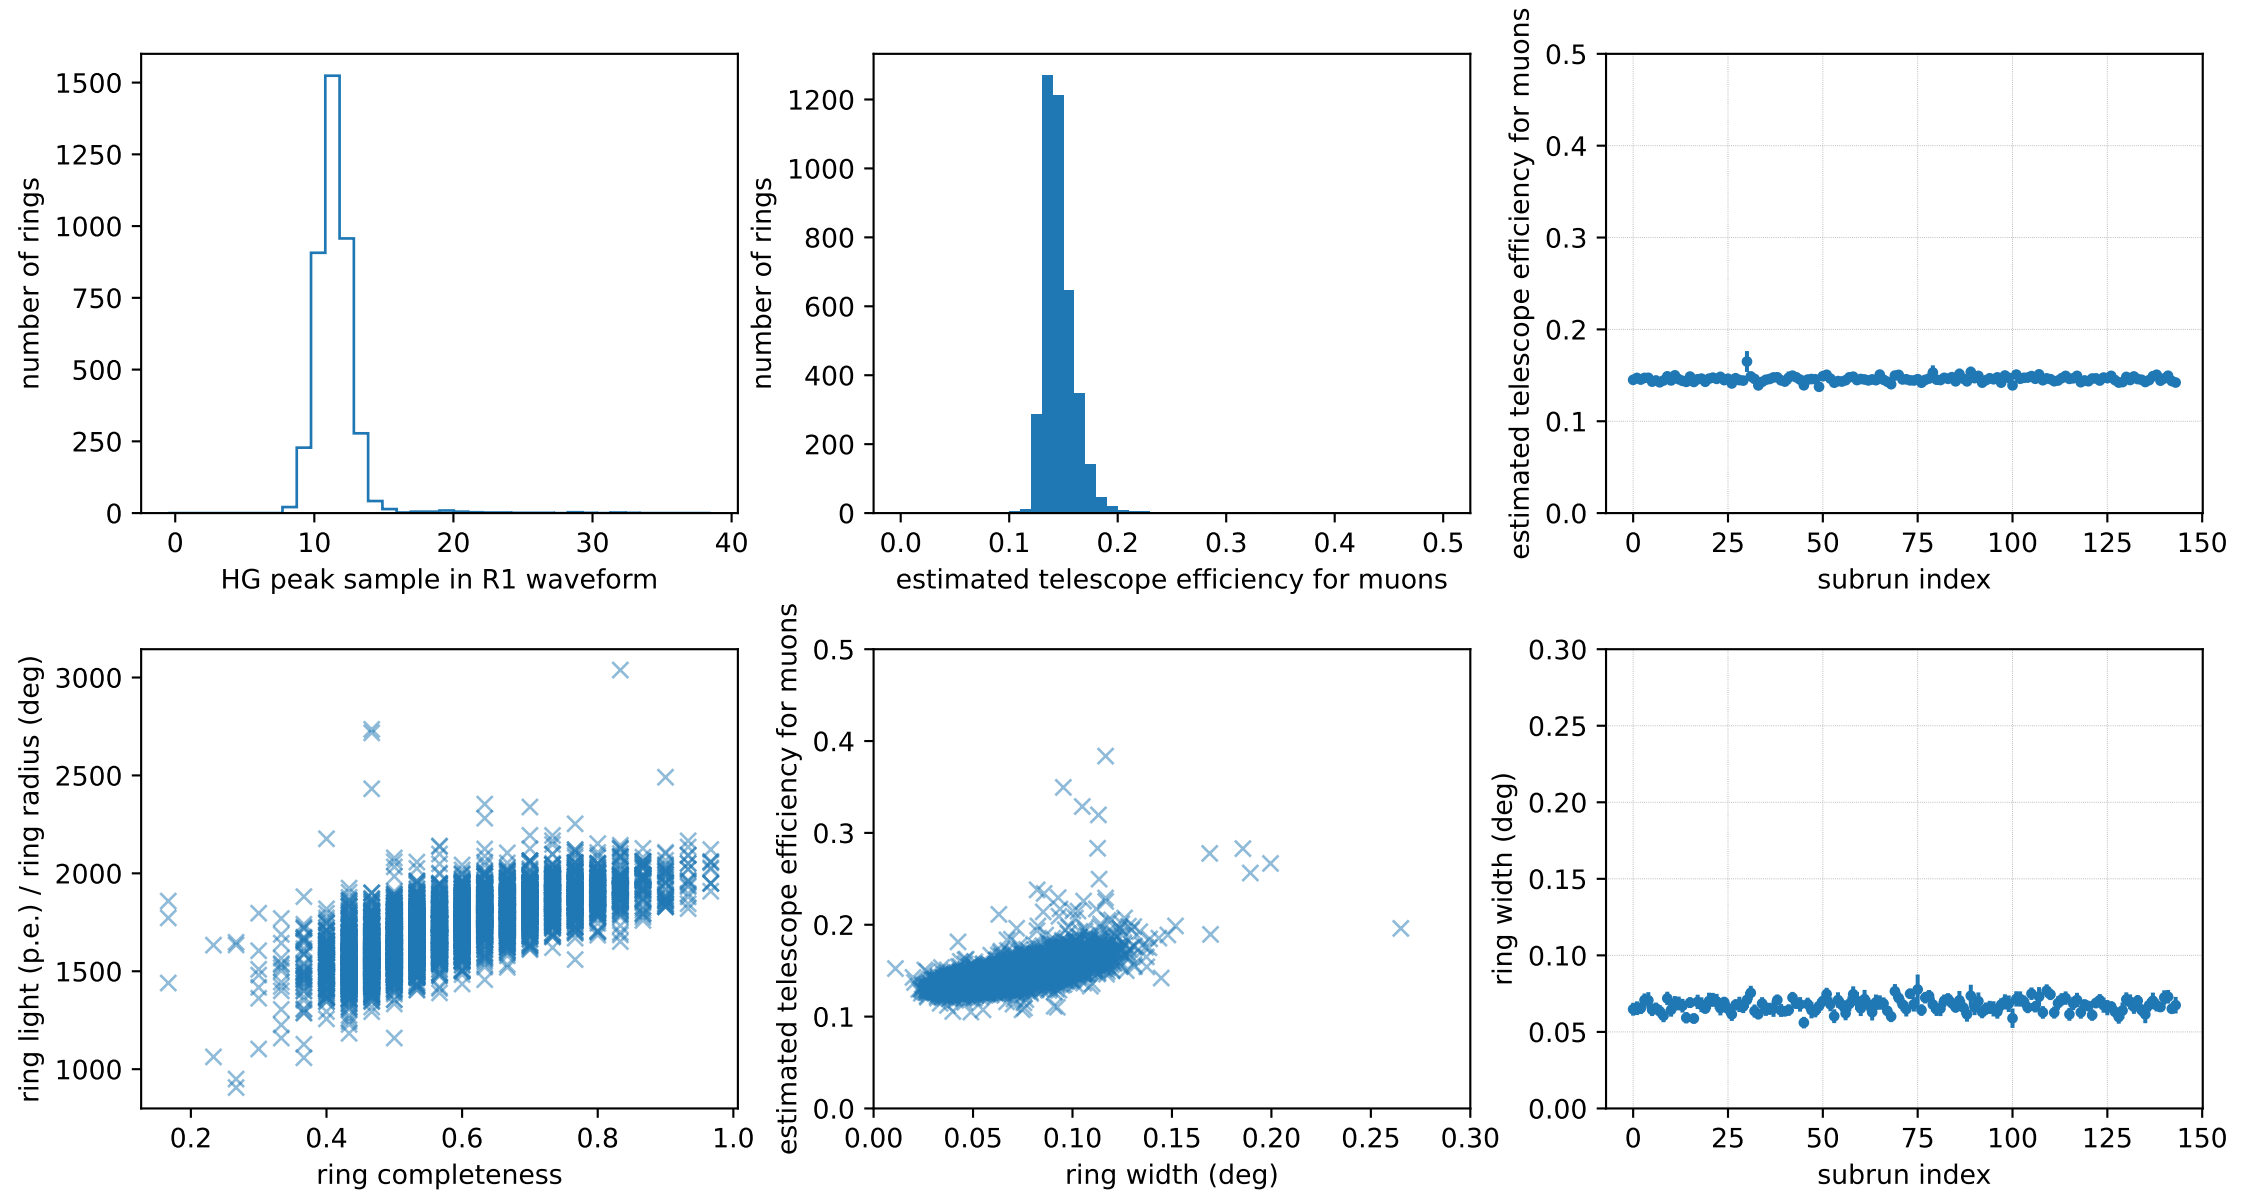 number of rings
1500
1250
1000
750
500
250
0
0 10 20 30 40
HG peak sample in R1 waveform
number of rings
1200
1000
800
600
400
200
0
0.0 0.1 0.2 0.3 0.4 0.5
estimated telescope efficiency for muons
estimated telescope efficiency for muons
0.5
0.4
0.3
0.2
0.1
0.0
0 25 50 75 100 125 150
subrun index
ring light (p.e.) / ring radius (deg)
3000
2500
2000
1500
1000
0.2 0.4 0.6 0.8 1.0
ring completeness
estimated telescope efficiency for muons
0.5
0.4
0.3
0.2
0.1
0.0
0.00 0.05 0.10 0.15 0.20 0.25 0.30
ring width (deg)
ring width (deg)
0.30
0.25
0.20
0.15
0.10
0.05
0.00
0 25 50 75 100 125 150
subrun index